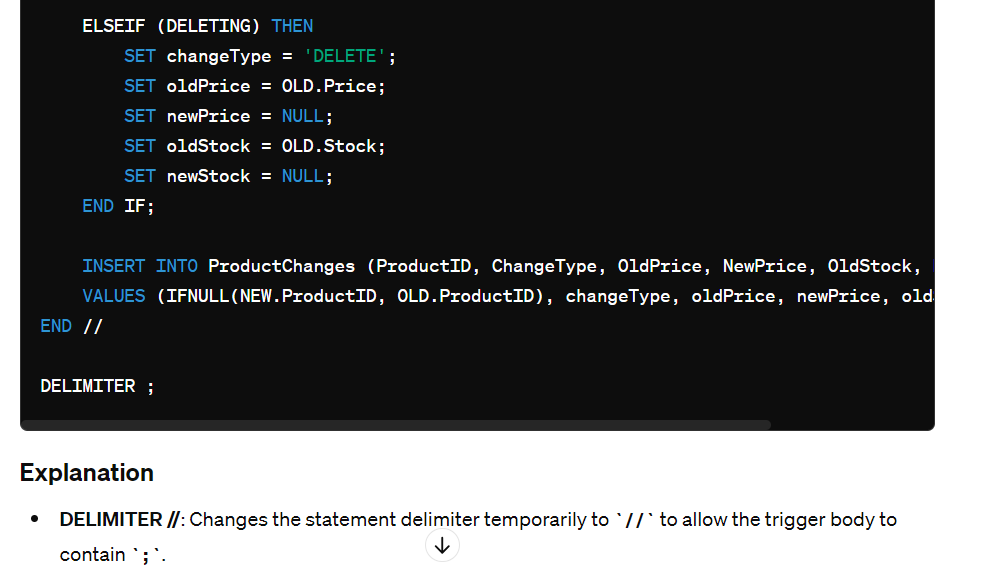 ELSEIF (DELETING) THEN
SET changeType = 'DELETE';
SET oldPrice = OLD.Price;
SET newPrice = NULL;
SET oldStock = OLD.Stock;
SET newStock = NULL;
END IF;
INSERT INTO ProductChanges (ProductID, ChangeType, OldPrice, NewPrice, OldStock,
VALUES (IFNULL(NEW.ProductID, OLD.ProductID), changeType, oldPrice, newPrice, old
END //
DELIMITER ;
Explanation
• DELIMITER //: Changes the statement delimiter temporarily to `//` to allow the trigger body to
contain `;`.